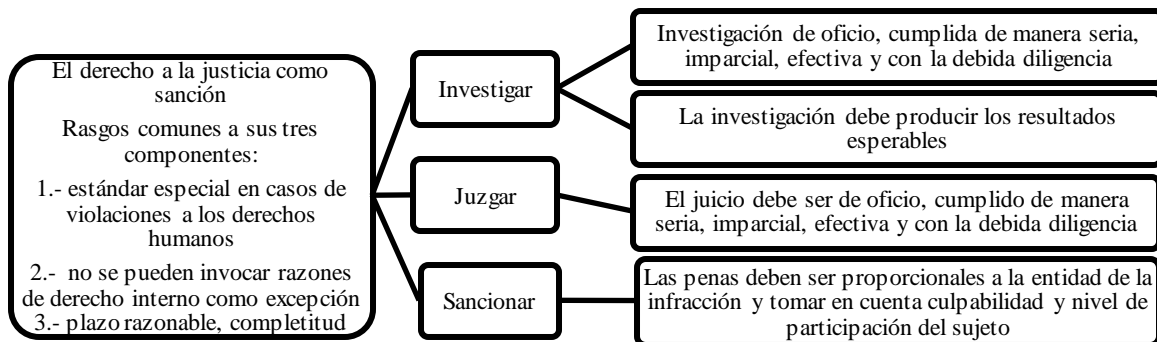 El derecho a la justicia como
sanción
Rasgos comunes a sus tres
componentes:
1.- estándar especial en casos de
violaciones a los derechos
humanos
2.- no se pueden invocar razones
de derecho interno como excepción
3.- plazo razonable, completitud
Investigar
Investigación de oficio, cumplida de manera seria,
imparcial, efectiva y con la debida diligencia
La investigación debe producir los resultados
esperables
Juzgar
El juicio debe ser de oficio, cumplido de manera
seria, imparcial, efectiva y con la debida diligencia
Sancionar
Las penas deben ser proporcionales a la entidad de la
infracción y tomar en cuenta culpabilidad y nivel de
participación del sujeto